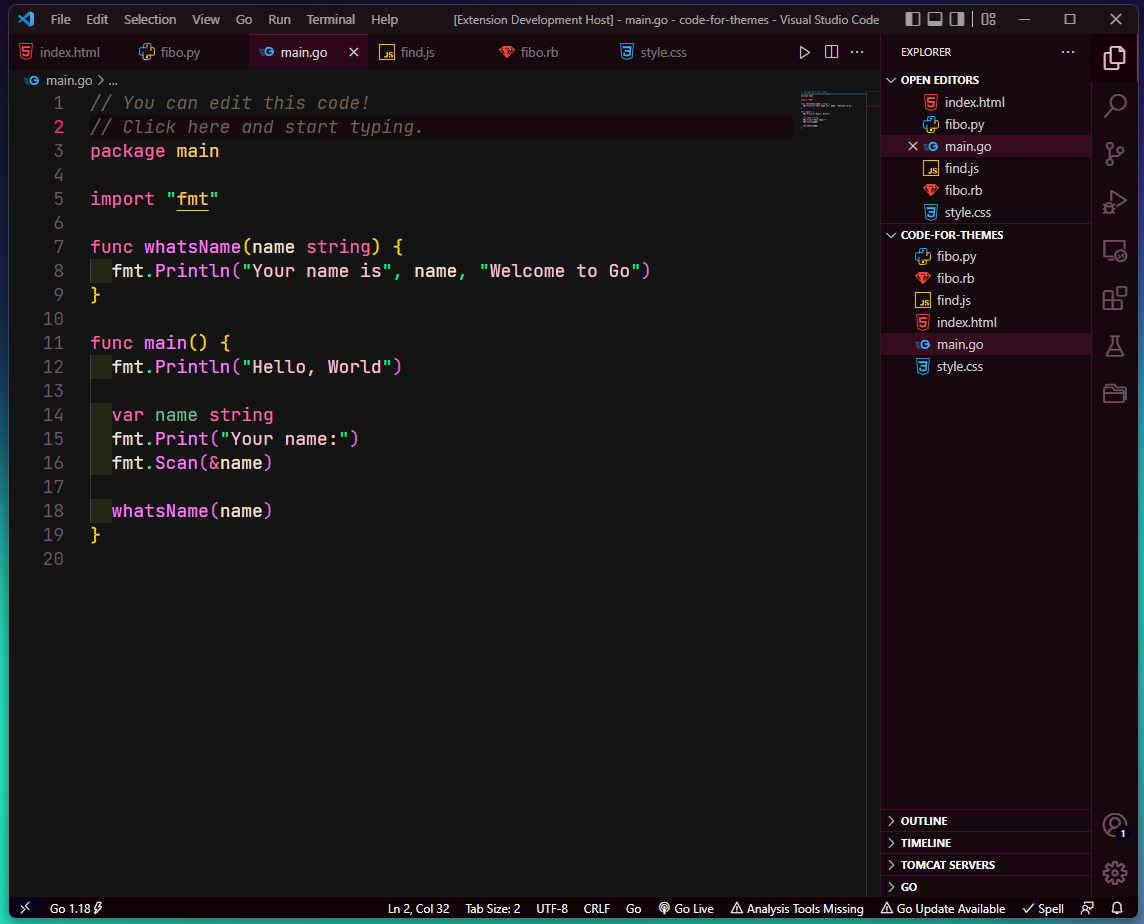 File Edit Selection View Go Run Terminal Help [Extension Development Host] - main.go - code-for-themes - Visual Studio Code
index.html fibo.py main.go find.js fibo.rb style.css
main.go > ...
1 // You can edit this code!
2 // Click here and start typing.
3 package main
4
5 import "fmt"
6
7 func whatsName(name string) {
8 fmt.Println("Your name is", name, "Welcome to Go")
9 }
10
11 func main() {
12 fmt.Println("Hello, World")
13
14 var name string
15 fmt.Print("Your name:")
16 fmt.Scan(&name)
17
18 whatsName(name)
19 }
20
EXPLORER
OPEN EDITORS
index.html
fibo.py
main.go
JS find.js
fibo.rb
style.css
CODE-FOR-THEMES
fibo.py
fibo.rb
JS find.js
index.html
main.go
style.css
OUTLINE
TIMELINE
TOMCAT SERVERS
GO
1
Go 1.18 Ln 2, Col 32 Tab Size: 2 UTF-8 CRLF Go Go Live Analysis Tools Missing Go Update Available Spell